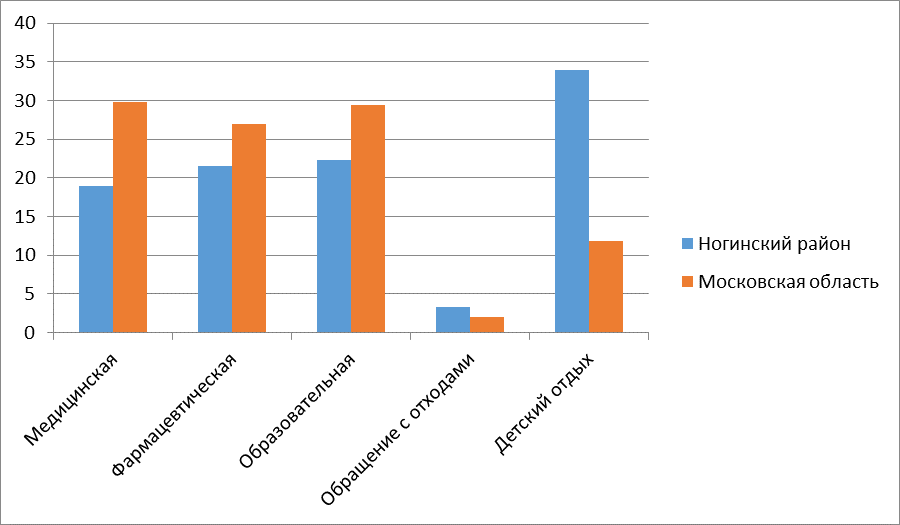 40
35
30
25
20
15
10
5
0
Медицинская
Фармацевтическая
Образовательная
Обращение с отходами
Детский отдых
Ногинский район
Московская область